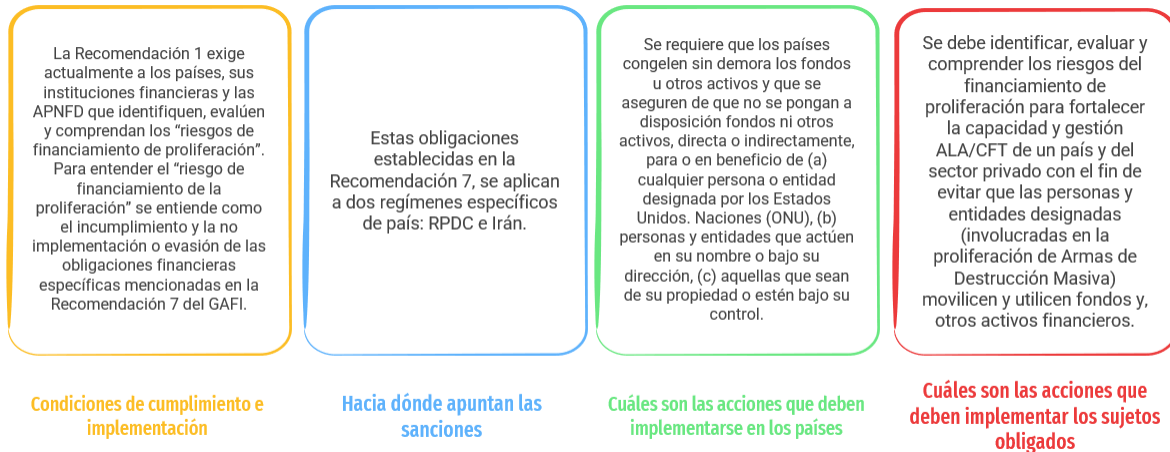 La Recomendación 1 exige
actualmente a los países, sus
instituciones financieras y las
APNFD que identifiquen, evalúen
y comprendan los “riesgos de
financiamiento de proliferación”.
Para entender el “riesgo de
financiamiento de la
proliferación” se entiende como
el incumplimiento y la no
implementación o evasión de las
obligaciones financieras
específicas mencionadas en la
Recomendación 7 del GAFI.
Condiciones de cumplimiento e
implementación
Estas obligaciones
establecidas en la
Recomendación 7, se aplican
a dos regímenes específicos
de país: RPDC e Irán.
Hacia dónde apuntan las
sanciones
Se requiere que los países
congelen sin demora los fondos
u otros activos y que se
aseguren de que no se pongan a
disposición fondos ni otros
activos, directa o indirectamente,
para o en beneficio de (a)
cualquier persona o entidad
designada por los Estados
Unidos. Naciones (ONU), (b)
personas y entidades que actúen
en su nombre o bajo su
dirección, (c) aquellas que sean
de su propiedad o estén bajo su
control.
Cuáles son las acciones que deben
implementarse en los países
Se debe identificar, evaluar y
comprender los riesgos del
financiamiento de
proliferación para fortalecer
la capacidad y gestión
ALA/CFT de un país y del
sector privado con el fin de
evitar que las personas y
entidades designadas
(involucradas en la
proliferación de Armas de
Destrucción Masiva)
movilicen y utilicen fondos y,
otros activos financieros.
Cuáles son las acciones que
deben implementar los sujetos
obligados